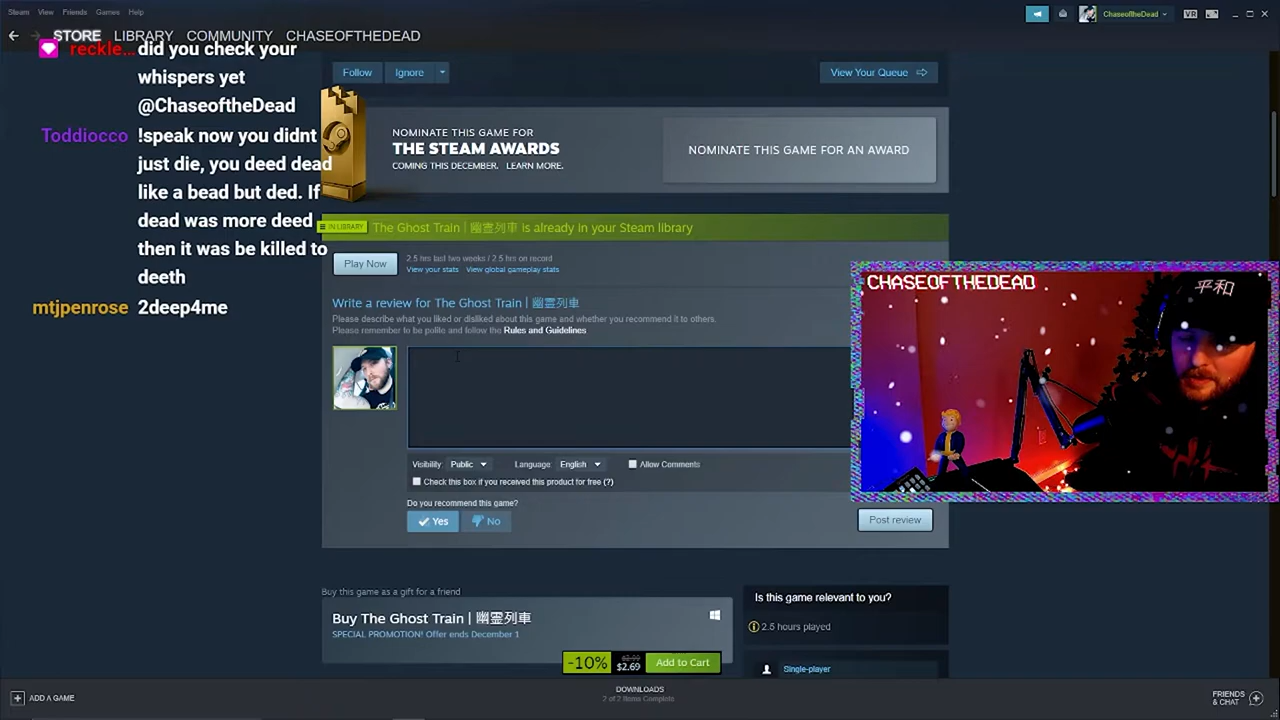 Steam View Friends Games Help
ChaseoftheDead
VR
STORE LIBRARY COMMUNITY CHASEOFTHEDEAD
reckle... did you check your
whispers yet
@ChaseoftheDead
Toddiocco !speak now you didnt
just die, you deed dead
like a bead but ded. If
dead was more deed
then it was be killed to
deeth
mtjpenrose 2deep4me
Follow
Ignore
View Your Queue
NOMINATE THIS GAME FOR
THE STEAM AWARDS
COMING THIS DECEMBER. LEARN MORE.
NOMINATE THIS GAME FOR AN AWARD
IN LIBRARY
The Ghost Train | 幽霊列車 is already in your Steam library
Play Now
2.5 hrs last two weeks / 2.5 hrs on record
View your stats View global gameplay stats
Write a review for The Ghost Train | 幽霊列車
Please describe what you liked or disliked about this game and whether you recommend it to others.
Please remember to be polite and follow the Rules and Guidelines
Visibility Public Language English Allow Comments
Check this box if you received this product for free (?)
Do you recommend this game?
Yes No
Post review
CHASEOFTHEDEAD
平和
Buy this game as a gift for a friend
Buy The Ghost Train | 幽霊列車
SPECIAL PROMOTION! Offer ends December 1
-10% $2.99 $2.69 Add to Cart
Is this game relevant to you?
2.5 hours played
Single-player
ADD A GAME
DOWNLOADS
2 of 2 Items Complete
FRIENDS
& CHAT